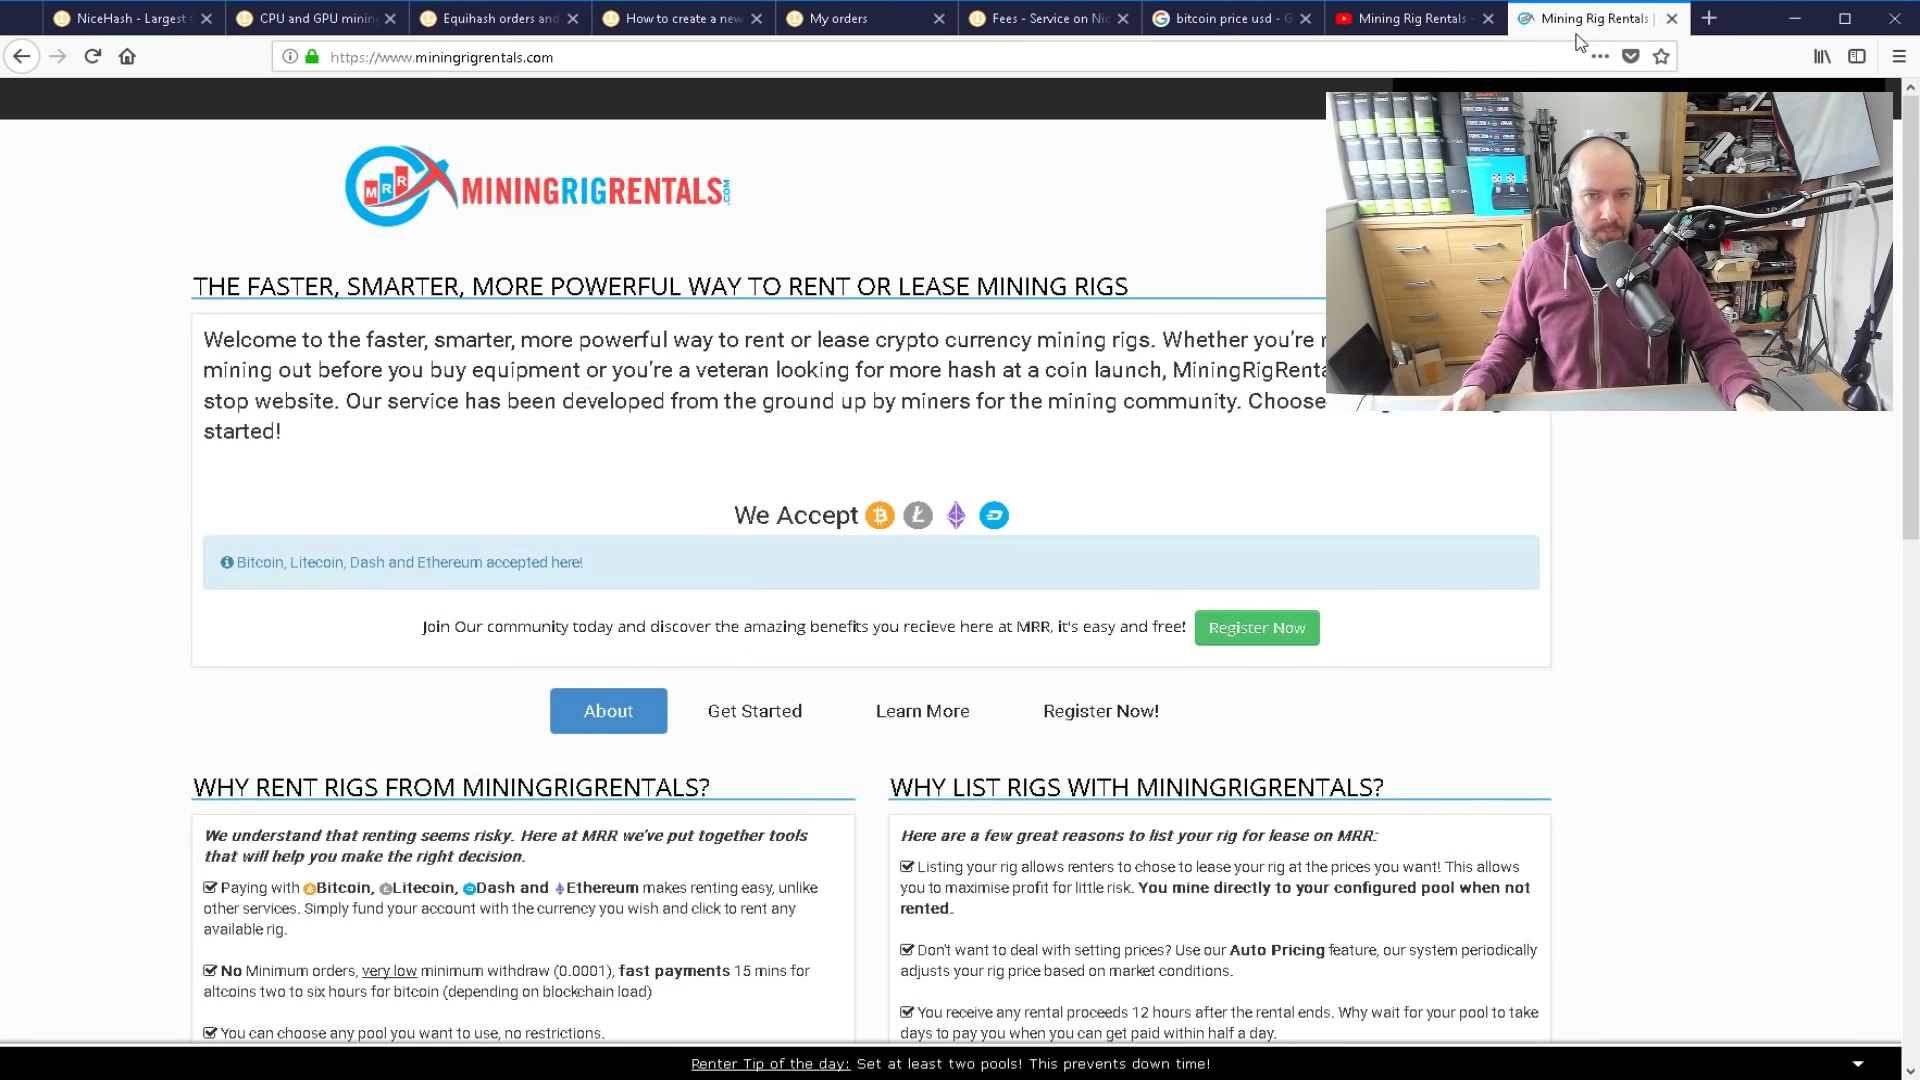 NiceHash - Largest C
CPU and GPU minin
Equihash orders and
How to create a new
My orders
Fees - Service on Nic
bitcoin price usd - G
Mining Rig Rentals -
Mining Rig Rentals |
https://www.miningrigrentals.com
MRR MININGRIGRENTALS.COM
THE FASTER, SMARTER, MORE POWERFUL WAY TO RENT OR LEASE MINING RIGS
Welcome to the faster, smarter, more powerful way to rent or lease crypto currency mining rigs. Whether you're
mining out before you buy equipment or you're a veteran looking for more hash at a coin launch, MiningRigRenta
stop website. Our service has been developed from the ground up by miners for the mining community. Choose
started!
We Accept
Bitcoin, Litecoin, Dash and Ethereum accepted here!
Join Our community today and discover the amazing benefits you recieve here at MRR, it's easy and free! Register Now
About Get Started Learn More Register Now!
WHY RENT RIGS FROM MININGRIGRENTALS?
We understand that renting seems risky. Here at MRR we've put together tools
that will help you make the right decision.
Paying with Bitcoin, Litecoin, Dash and Ethereum makes renting easy, unlike
other services. Simply fund your account with the currency you wish and click to rent any
available rig.
No Minimum orders, very low minimum withdraw (0.0001), fast payments 15 mins for
altcoins two to six hours for bitcoin (depending on blockchain load)
You can choose any pool you want to use, no restrictions.
WHY LIST RIGS WITH MININGRIGRENTALS?
Here are a few great reasons to list your rig for lease on MRR:
Listing your rig allows renters to chose to lease your rig at the prices you want! This allows
you to maximise profit for little risk. You mine directly to your configured pool when not
rented.
Don't want to deal with setting prices? Use our Auto Pricing feature, our system periodically
adjusts your rig price based on market conditions.
You receive any rental proceeds 12 hours after the rental ends. Why wait for your pool to take
days to pay you when you can get paid within half a day.
Renter Tip of the day: Set at least two pools! This prevents down time!